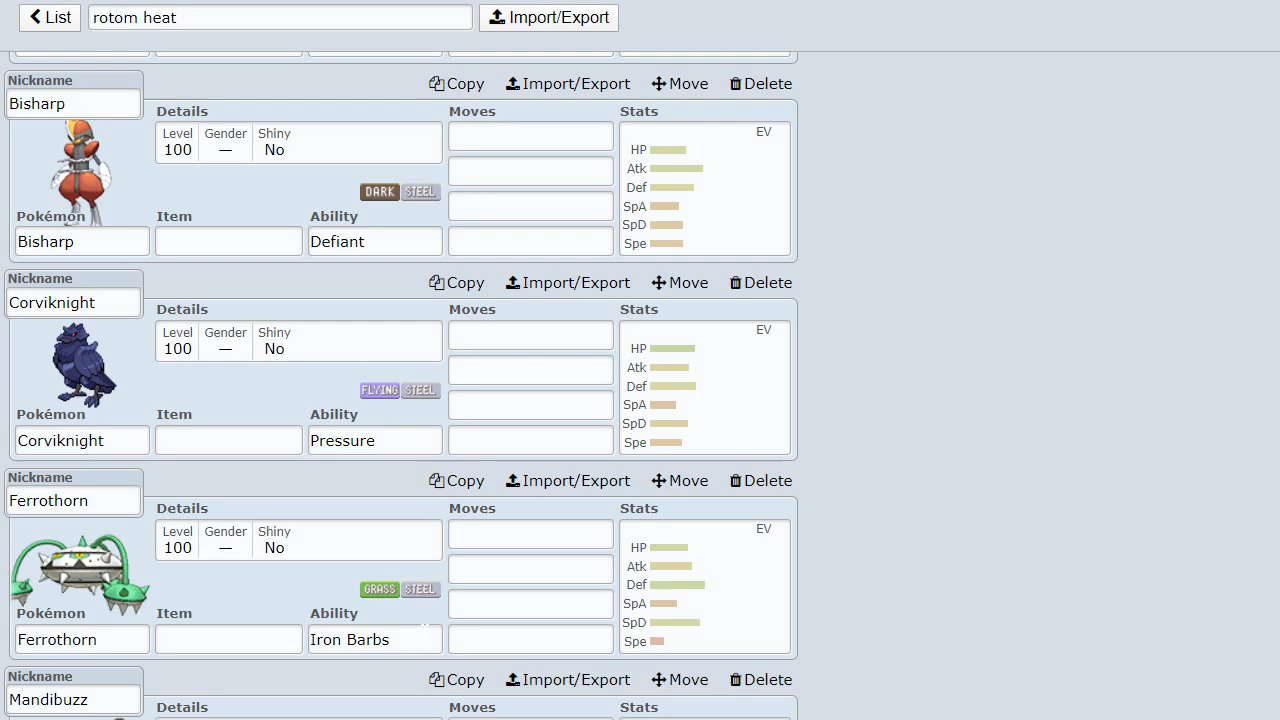 List
rotom heat
Import/Export
Nickname
Bisharp
Copy
Import/Export
Move
Delete
Details
Moves
Stats
Level
Gender
Shiny
100
—
No
EV
HP
Atk
Def
SpA
SpD
Spe
DARK
STEEL
Pokémon
Item
Ability
Bisharp
Defiant
Nickname
Corviknight
Copy
Import/Export
Move
Delete
Details
Moves
Stats
Level
Gender
Shiny
100
—
No
EV
HP
Atk
Def
SpA
SpD
Spe
FLYING
STEEL
Pokémon
Item
Ability
Corviknight
Pressure
Nickname
Ferrothorn
Copy
Import/Export
Move
Delete
Details
Moves
Stats
Level
Gender
Shiny
100
—
No
EV
HP
Atk
Def
SpA
SpD
Spe
GRASS
STEEL
Pokémon
Item
Ability
Ferrothorn
Iron Barbs
Nickname
Mandibuzz
Copy
Import/Export
Move
Delete
Details
Moves
Stats